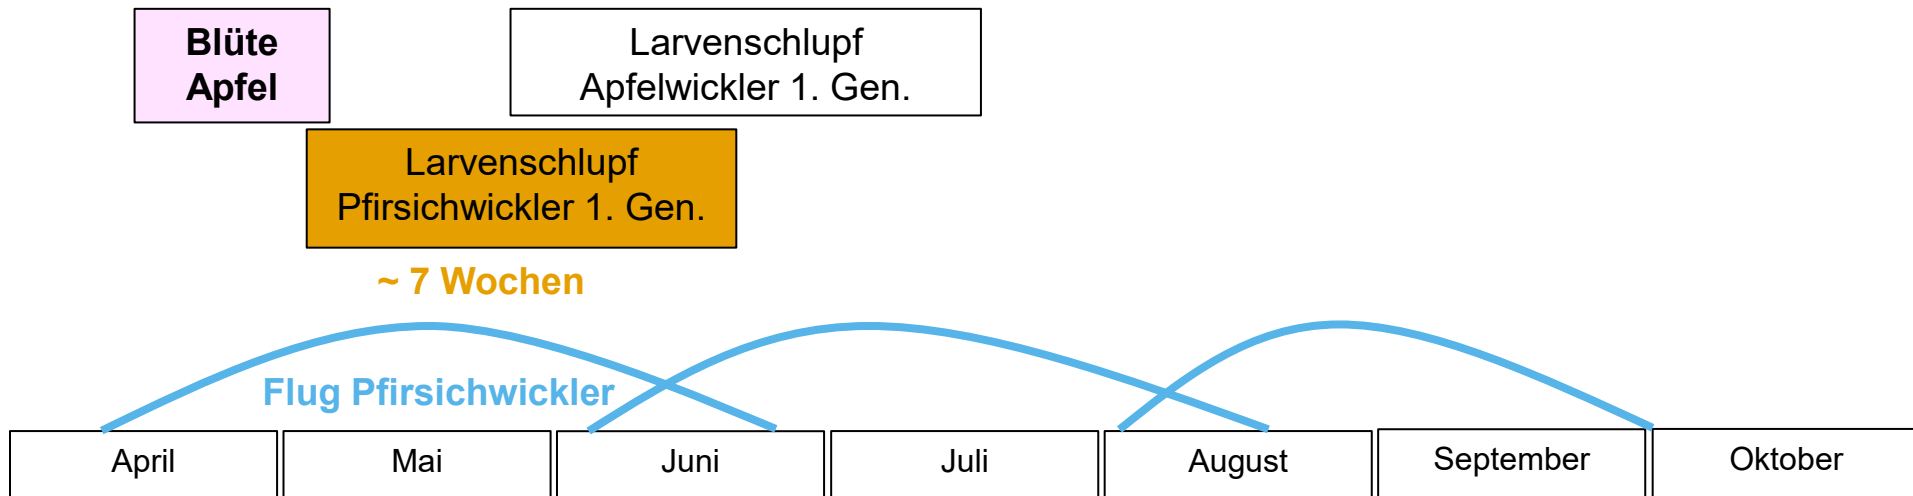 Blüte
Apfel
Larvenschlupf
Apfelwickler 1. Gen.
Larvenschlupf
Pfirsichwickler 1. Gen.
~ 7 Wochen
Flug Pfirsichwickler
April
Mai
Juni
Juli
August
September
Oktober